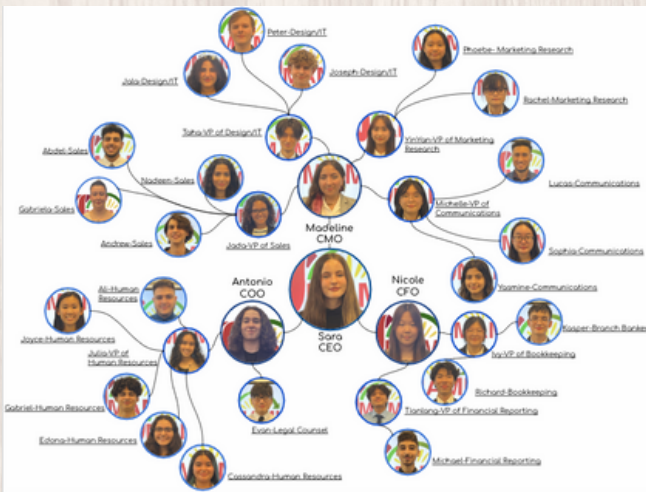 Peter-Design/IT
Phoebe- Marketing Research
Jala-Design/IT
Joseph-Design/IT
Rachel-Marketing Research
Taha-VP of Design/IT
YinYan-VP of Marketing
Research
Abdel-Sales
Nadeen-Sales
Lucas-Communications
Gabriela-Sales
Michelle-VP of
Communications
Andrew-Sales
Jada-VP of Sales
Madeline
CMO
Sophia-Communications
Yasmine-Communications
Ali-Human
Resources
Antonio
COO
Nicole
CFO
Joyce-Human Resources
Julia-VP of
Human Resources
Sara
CEO
Kasper-Branch Banker
Ivy-VP of Bookkeeping
Gabriel-Human Resources
Richard-Bookkeeping
Tianlang-VP of Financial Reporting
Evan-Legal Counsel
Edona-Human Resources
Michael-Financial Reporting
Cassandra-Human Resources